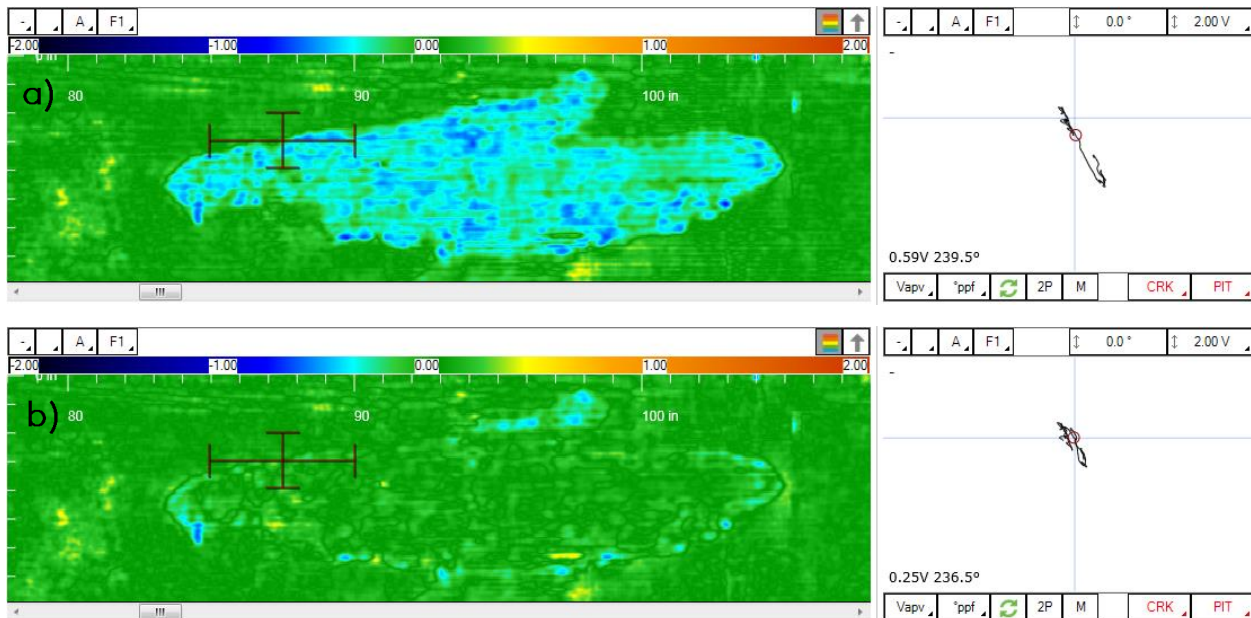 - A F1 - A F1 0.0 ° 2.00 V
-2.00 -1.00 0.00 1.00 2.00
-
a) 80 90 100 in
0.59V 239.5º
Vapv °ppf 2P M CRK PIT
- A F1 - A F1 0.0 ° 2.00 V
-2.00 -1.00 0.00 1.00 2.00
-
b) 80 90 100 in
0.25V 236.5º
Vapv °ppf 2P M CRK PIT